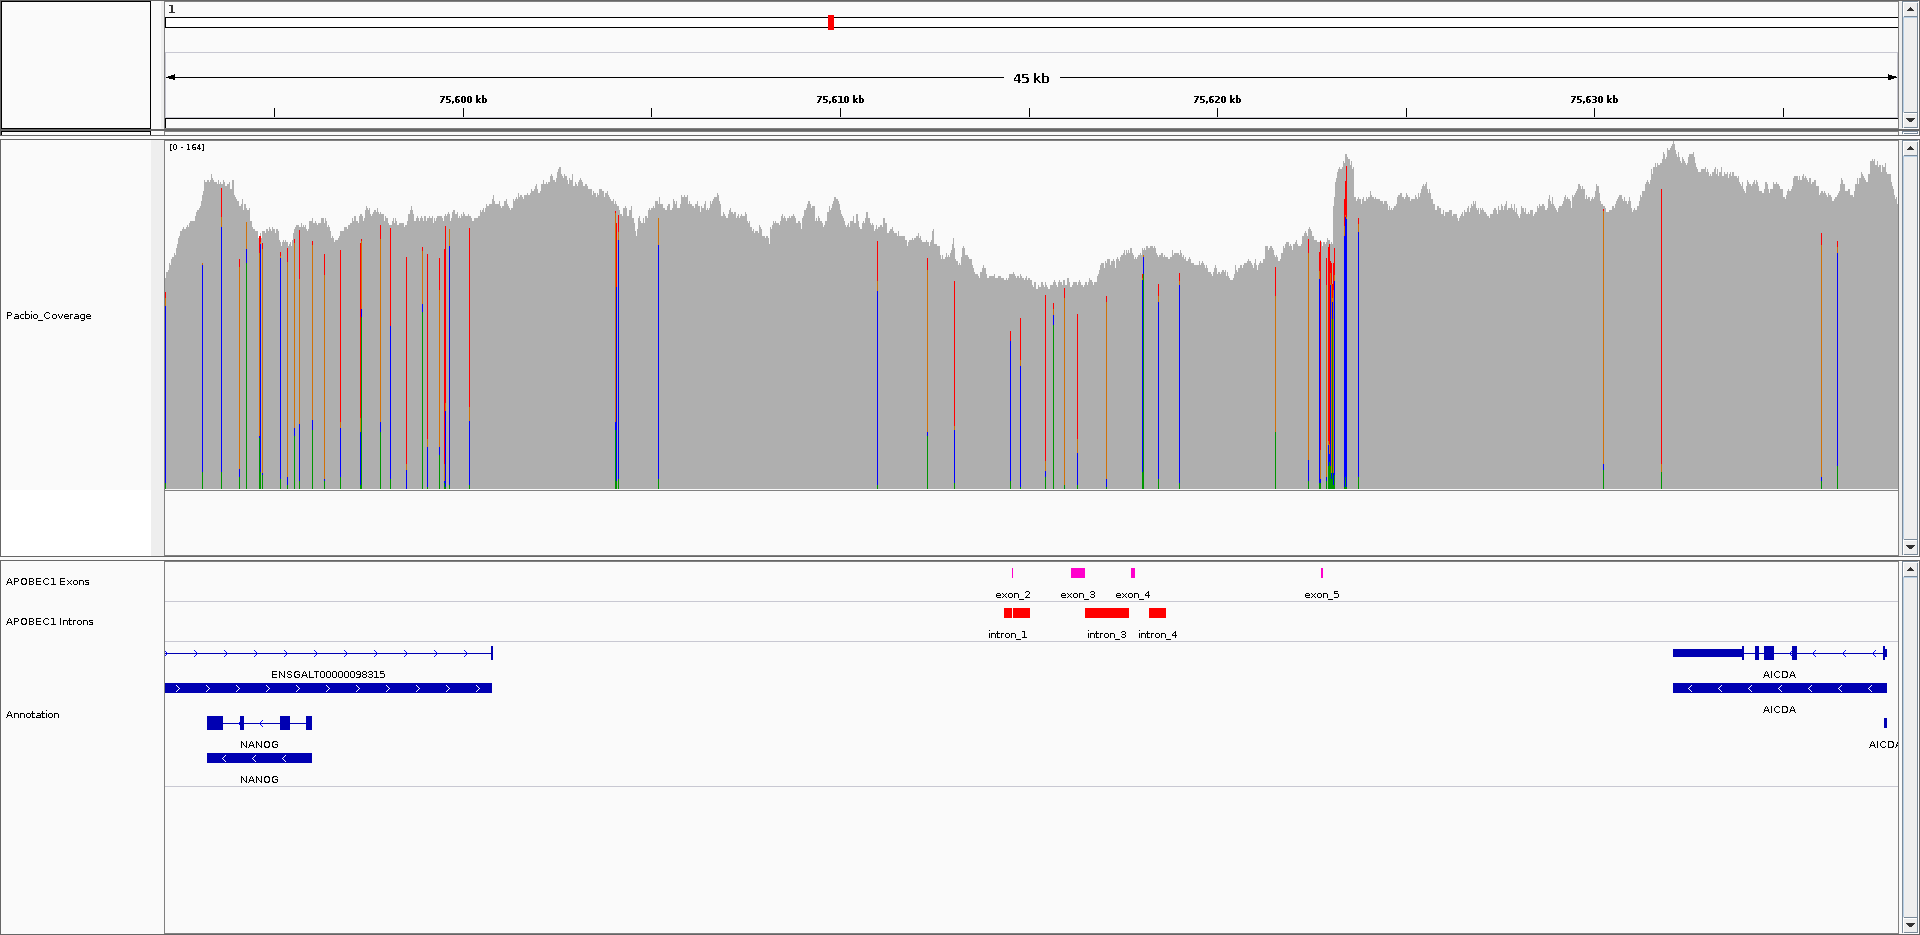 1
45 kb
75,600 kb 75,610 kb 75,620 kb 75,630 kb
[0 - 164]
Pacbio_Coverage
APOBEC1 Exons
exon_2 exon_3 exon_4 exon_5
APOBEC1 Introns
intron_1 intron_3 intron_4
ENSGALT00000098315 AICDA
Annotation
AICDA
NANOG AICDA
NANOG